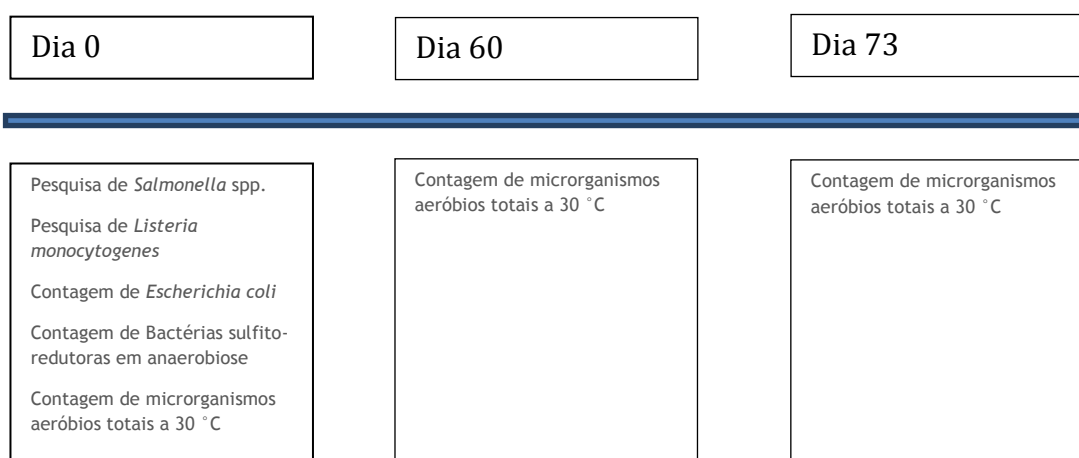 Dia 0
Dia 60
Dia 73
Pesquisa de Salmonella spp.
Pesquisa de Listeria
monocytogenes
Contagem de Escherichia coli
Contagem de Bactérias sulfito-
redutoras em anaerobiose
Contagem de microrganismos
aeróbios totais a 30 °C
Contagem de microrganismos
aeróbios totais a 30 °C
Contagem de microrganismos
aeróbios totais a 30 °C